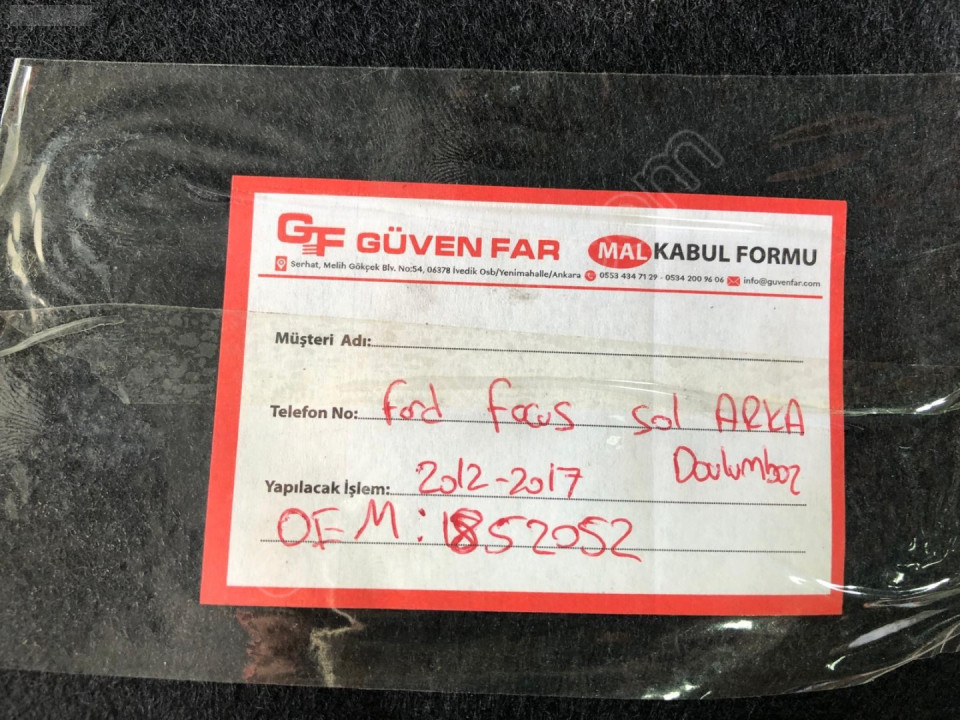 GF GÜVEN FAR
MAL KABUL FORMU
Serhat, Melih Gökçek Blv. No:54, 06378 İvedik Osb/Yenimahalle/Ankara 0553 434 71 29 - 0534 200 96 06 info@guvenfar.com
Müşteri Adı:
Telefon No: Ford Focus Sol ARKA
Davlumbaz
Yapılacak İşlem: 2012-2017
OEM: 1852052